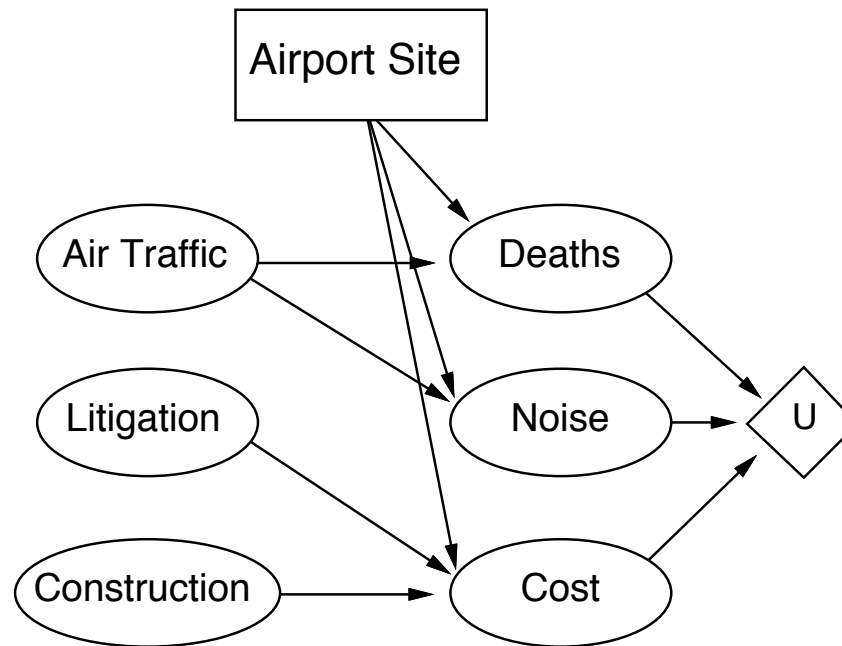 Airport Site
Air Traffic
Deaths
Litigation
Noise
U
Construction
Cost